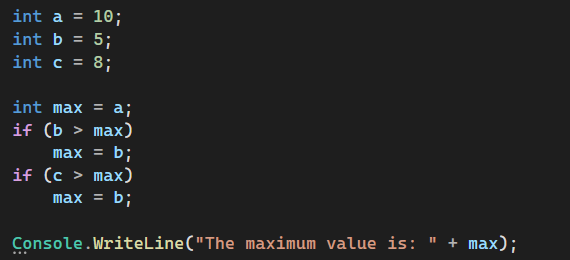 int a = 10;
int b = 5;
int c = 8;

int max = a;
if (b > max)
    max = b;
if (c > max)
    max = b;

Console.WriteLine("The maximum value is: " + max);